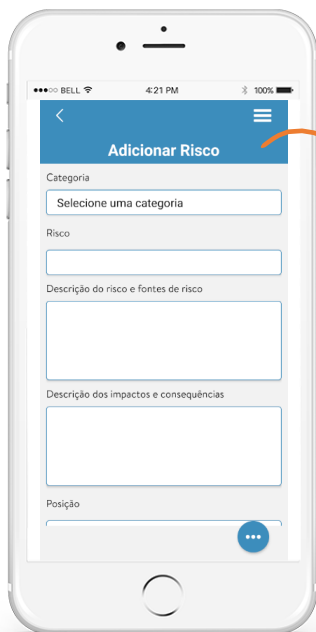 BELL 4:21 PM 100%
Adicionar Risco
Categoria
Selecione uma categoria
Risco
Descrição do risco e fontes de risco
Descrição dos impactos e consequências
Posição